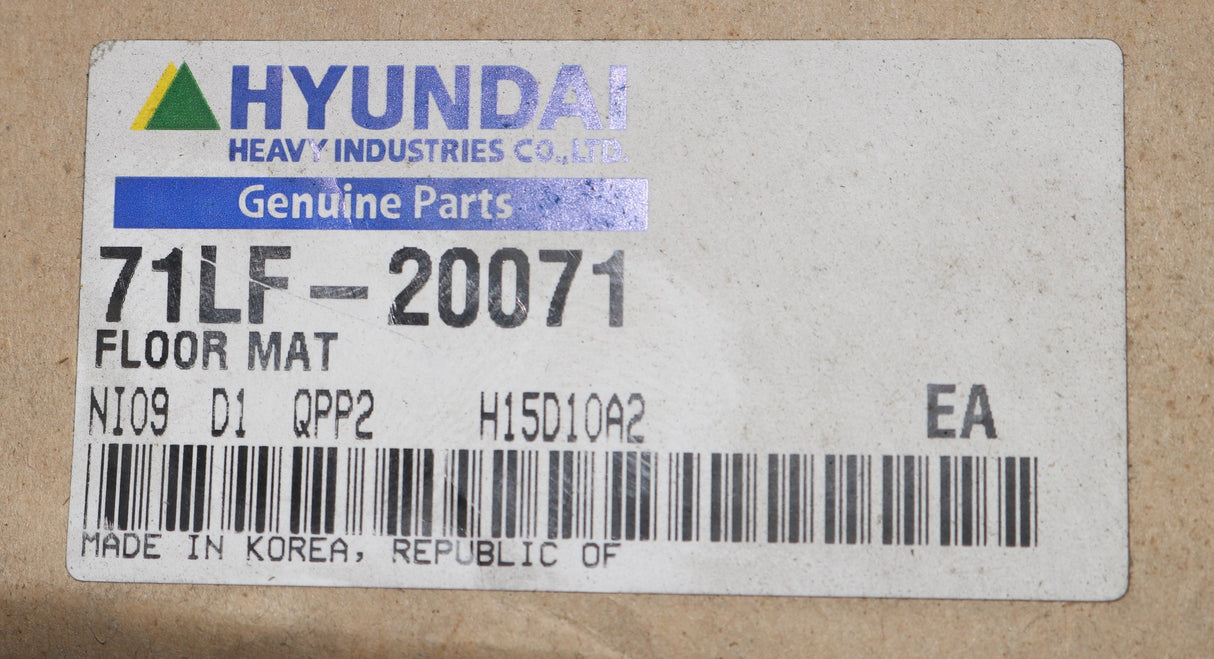 HYUNDAI
HEAVY INDUSTRIES CO.,LTD.
Genuine Parts
71LF-20071
FLOOR MAT
NI09 D1 QPP2 H15D10A2 EA
MADE IN KOREA, REPUBLIC OF